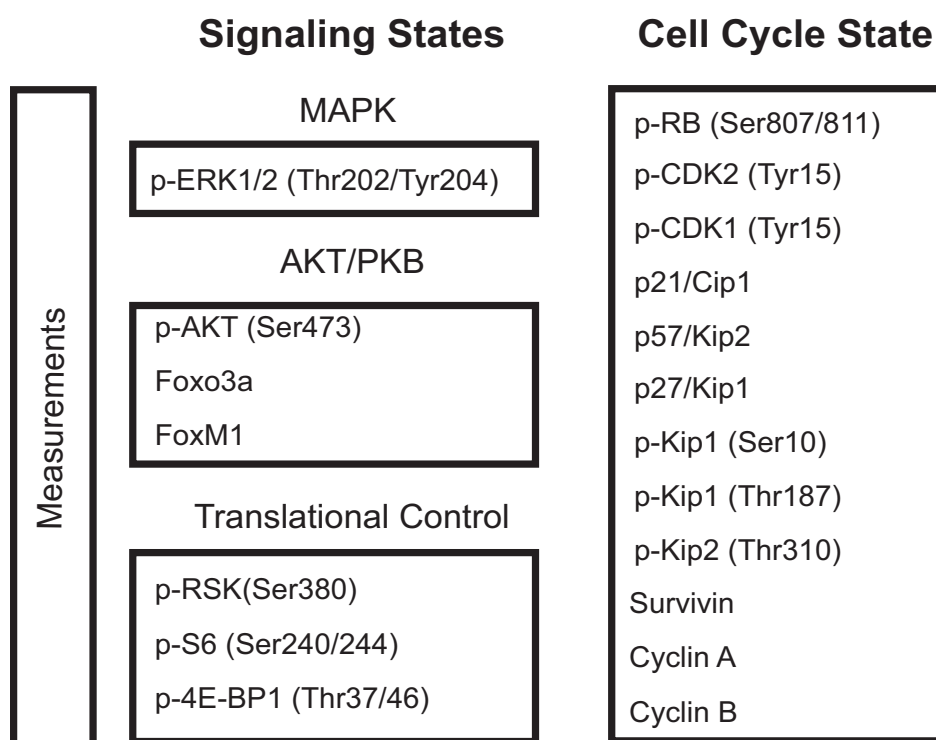 Signaling States
Cell Cycle State
Measurements
MAPK
p-ERK1/2 (Thr202/Tyr204)
AKT/PKB
p-AKT (Ser473)
Foxo3a
FoxM1
Translational Control
p-RSK(Ser380)
p-S6 (Ser240/244)
p-4E-BP1 (Thr37/46)
p-RB (Ser807/811)
p-CDK2 (Tyr15)
p-CDK1 (Tyr15)
p21/Cip1
p57/Kip2
p27/Kip1
p-Kip1 (Ser10)
p-Kip1 (Thr187)
p-Kip2 (Thr310)
Survivin
Cyclin A
Cyclin B